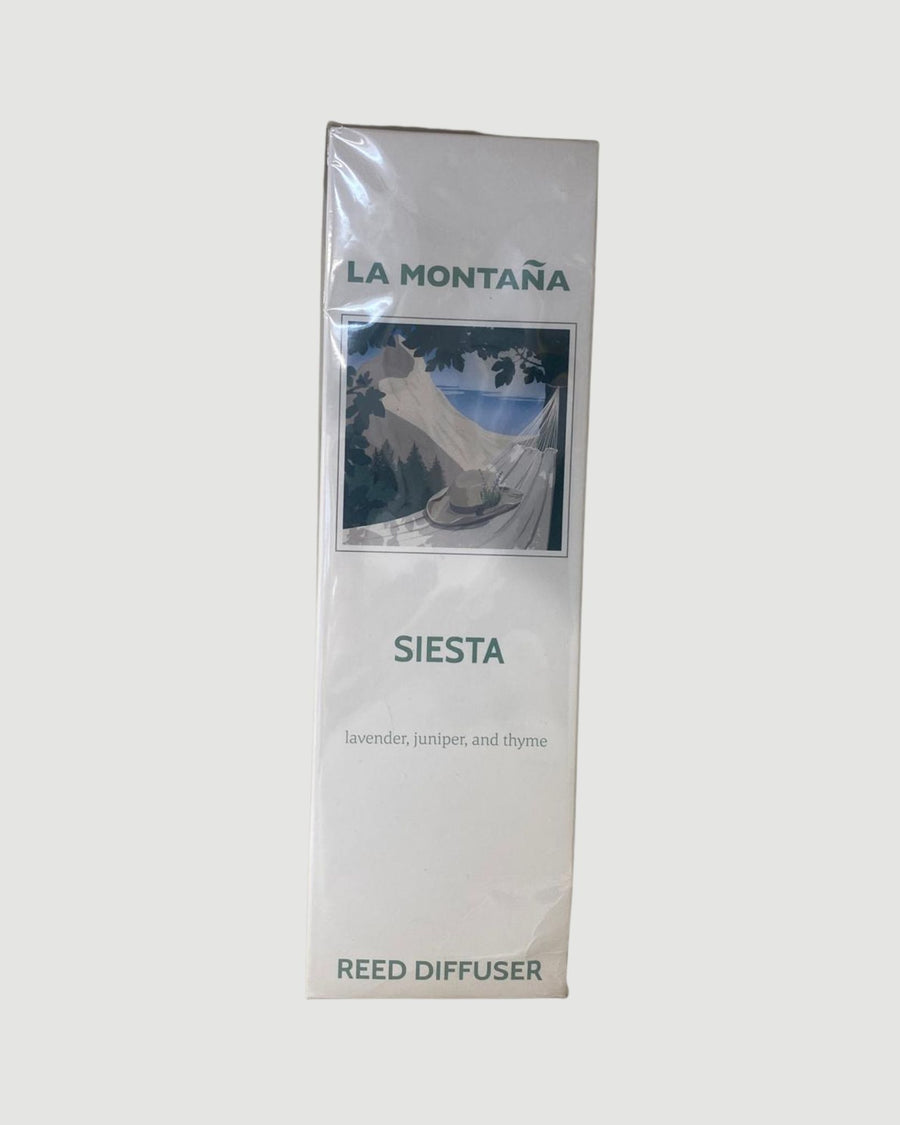 LA MONTAÑA
SIESTA
lavender, juniper, and thyme
REED DIFFUSER